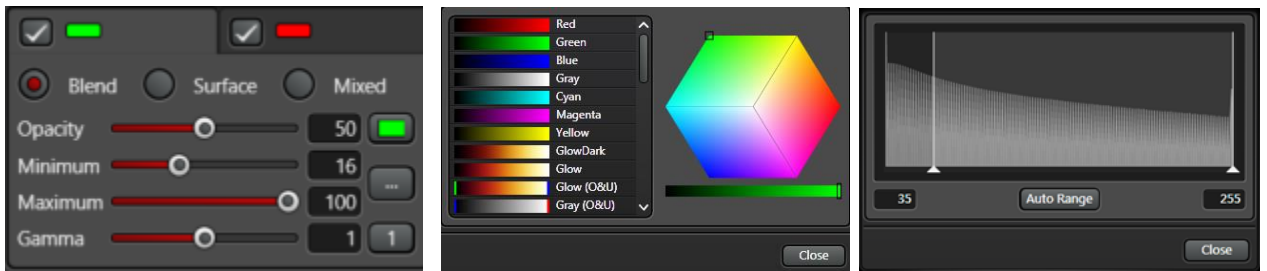 Blend Surface Mixed
Opacity 50
Minimum 16
...
Maximum 100
Gamma 1 1
Red
Green
Blue
Gray
Cyan
Magenta
Yellow
GlowDark
Glow
Glow (O&U)
Gray (O&U)
Close
35 Auto Range 255
Close